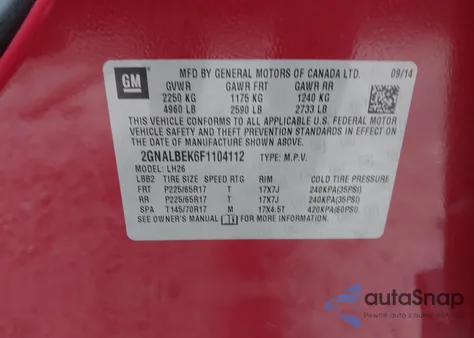 GM
MFD BY GENERAL MOTORS OF CANADA LTD. 09/14
GVWR GAWR FRT GAWR RR
2250 KG 1175 KG 1240 KG
4960 LB 2590 LB 2733 LB
THIS VEHICLE CONFORMS TO ALL APPLICABLE U.S. FEDERAL MOTOR
VEHICLE SAFETY, BUMPER, AND THEFT PREVENTION STANDARDS IN EFFECT
ON THE DATE OF MANUFACTURE SHOWN ABOVE.
2GNALBEK6F1104112 TYPE: M.P.V.
MODEL: LH26
LBB2 TIRE SIZE SPEED RTG RIM COLD TIRE PRESSURE
FRT P225/65R17 T 17X7J 240KPA(35PSI)
RR P225/65R17 T 17X7J 240KPA(35PSI)
SPA T145/70R17 M 17X4.5T 420KPA(60PSI)
SEE OWNER'S MANUAL FOR ADDITIONAL INFORMATION.
autoSnap